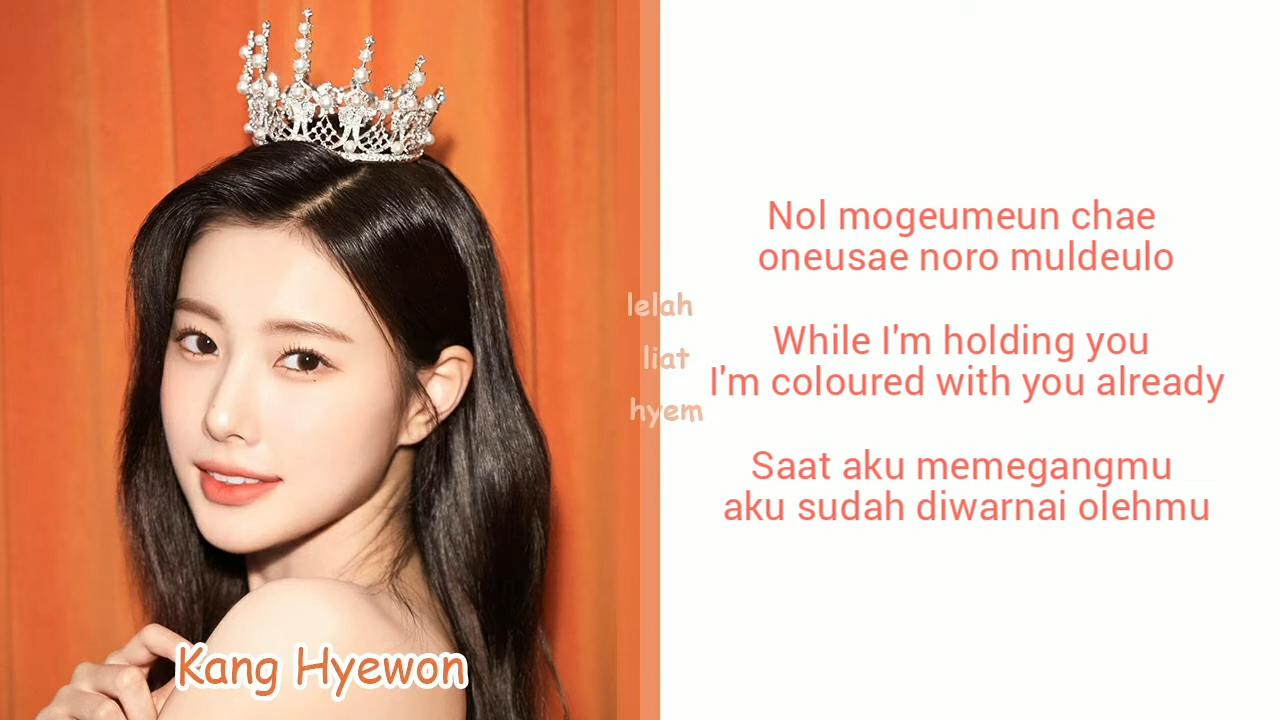 Nol mogeumeun chae
oneusae noro muldeulo
While I'm holding you
I'm coloured with you already
Saat aku memegangmu
aku sudah diwarnai olehmu
lelah
liat
hyem
Kang Hyewon